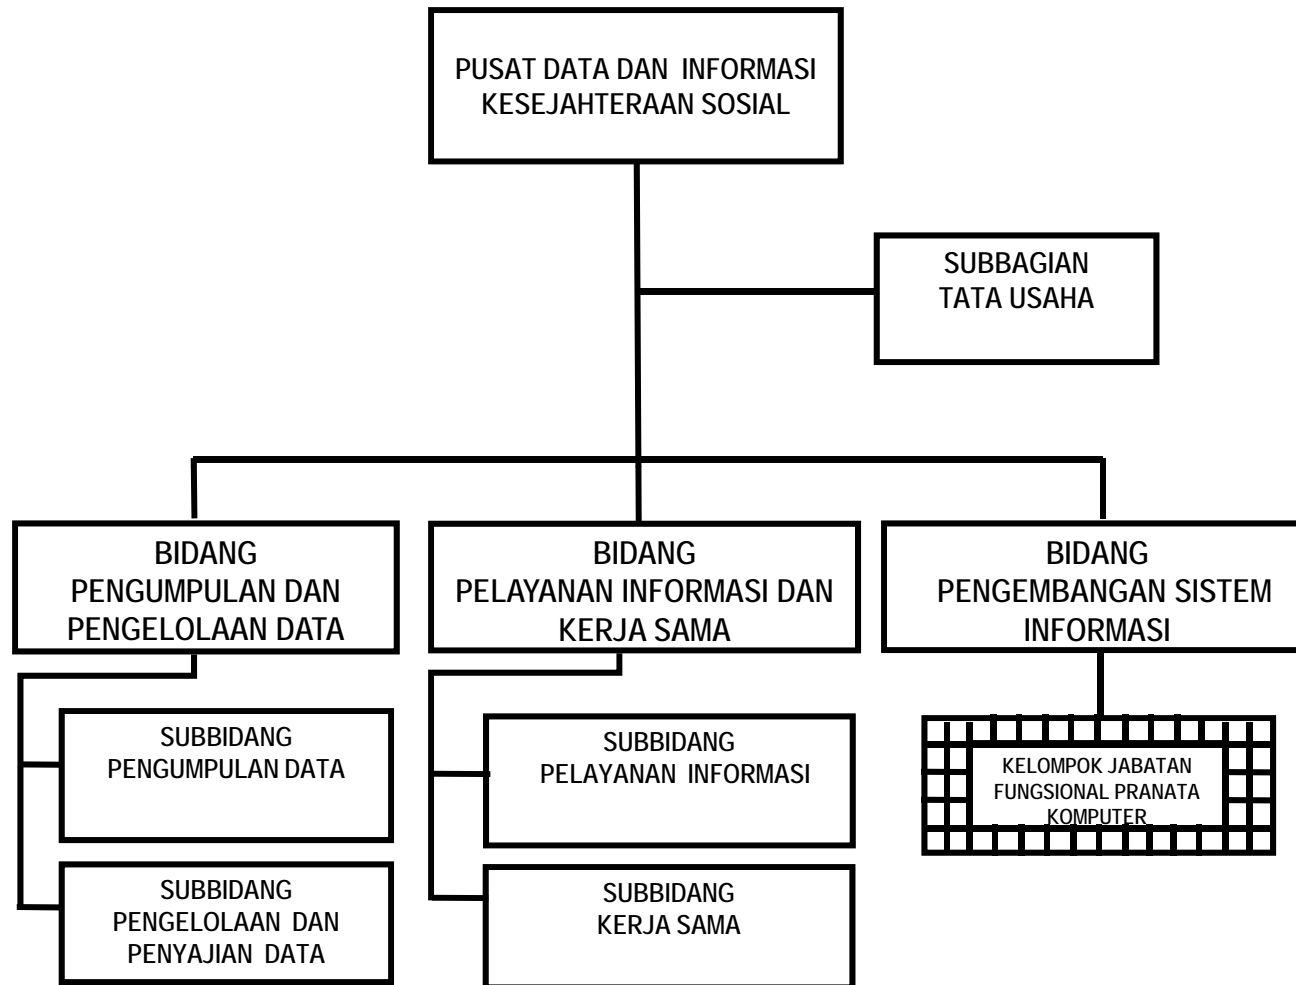 PUSAT DATA DAN INFORMASI
KESEJAHTERAAN SOSIAL
SUBBAGIAN
TATA USAHA
BIDANG
PENGUMPULAN DAN
PENGELOLAAN DATA
BIDANG
PELAYANAN INFORMASI DAN
KERJA SAMA
BIDANG
PENGEMBANGAN SISTEM
INFORMASI
SUBBIDANG
PENGUMPULAN DATA
SUBBIDANG
PELAYANAN INFORMASI
KELOMPOK JABATAN
FUNGSIONAL PRANATA
KOMPUTER
SUBBIDANG
PENGELOLAAN DAN
PENYAJIAN DATA
SUBBIDANG
KERJA SAMA